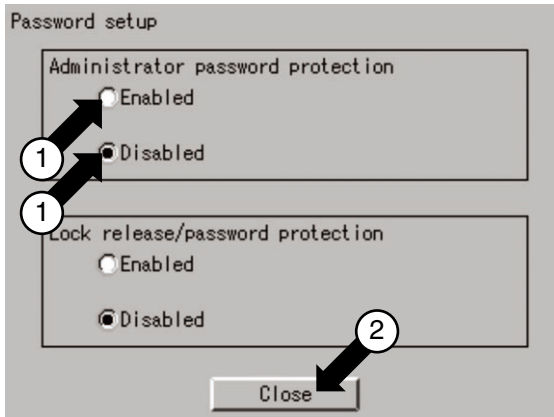 Password setup
Administrator password protection
Enabled
1
Disabled
1
Lock release/password protection
Enabled
Disabled
2
Close